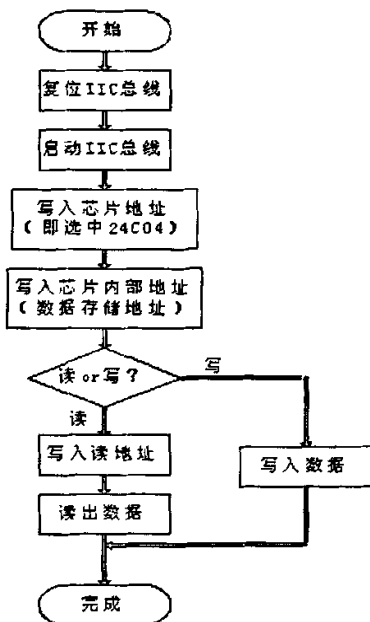 开始
复位IIC总线
启动IIC总线
写入芯片地址
(即选中24C04)
写入芯片内部地址
(数据存储地址)
读or写?
写
读
写入读地址
写入数据
读出数据
完成